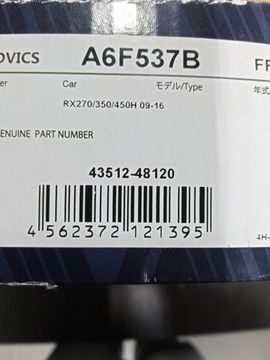 OVICS A6F537B FF
er Car モデル/Type 年式
RX270/350/450H 09-16
ENUINE PART NUMBER
43512-48120
4 562372 121395
4H-